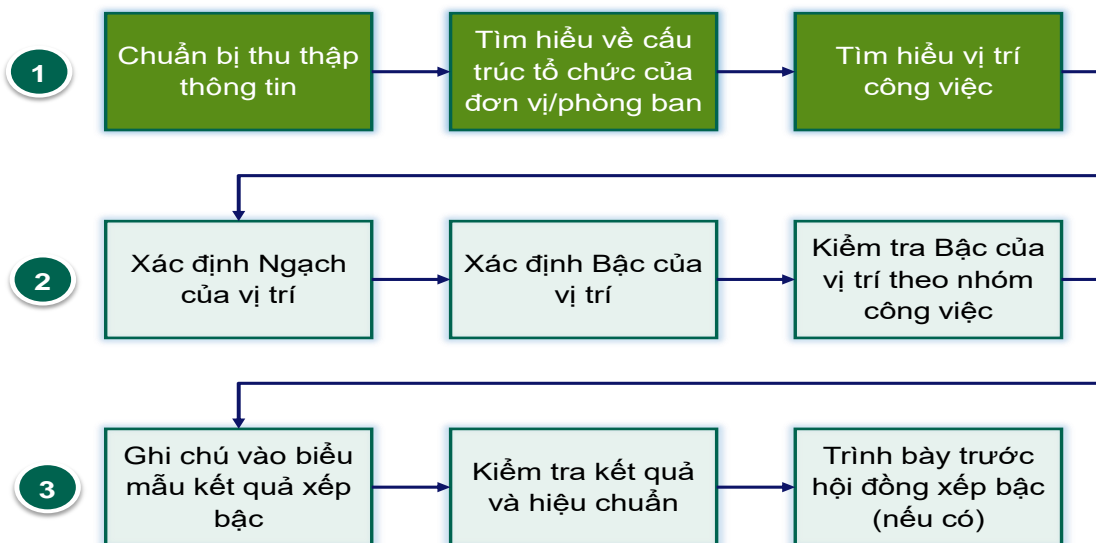 1
Chuẩn bị thu thập
thông tin
Tìm hiểu về cấu
trúc tổ chức của
đơn vị/phòng ban
Tìm hiểu vị trí
công việc
2
Xác định Ngạch
của vị trí
Xác định Bậc của
vị trí
Kiểm tra Bậc của
vị trí theo nhóm
công việc
3
Ghi chú vào biểu
mẫu kết quả xếp
bậc
Kiểm tra kết quả
và hiệu chuẩn
Trình bày trước
hội đồng xếp bậc
(nếu có)